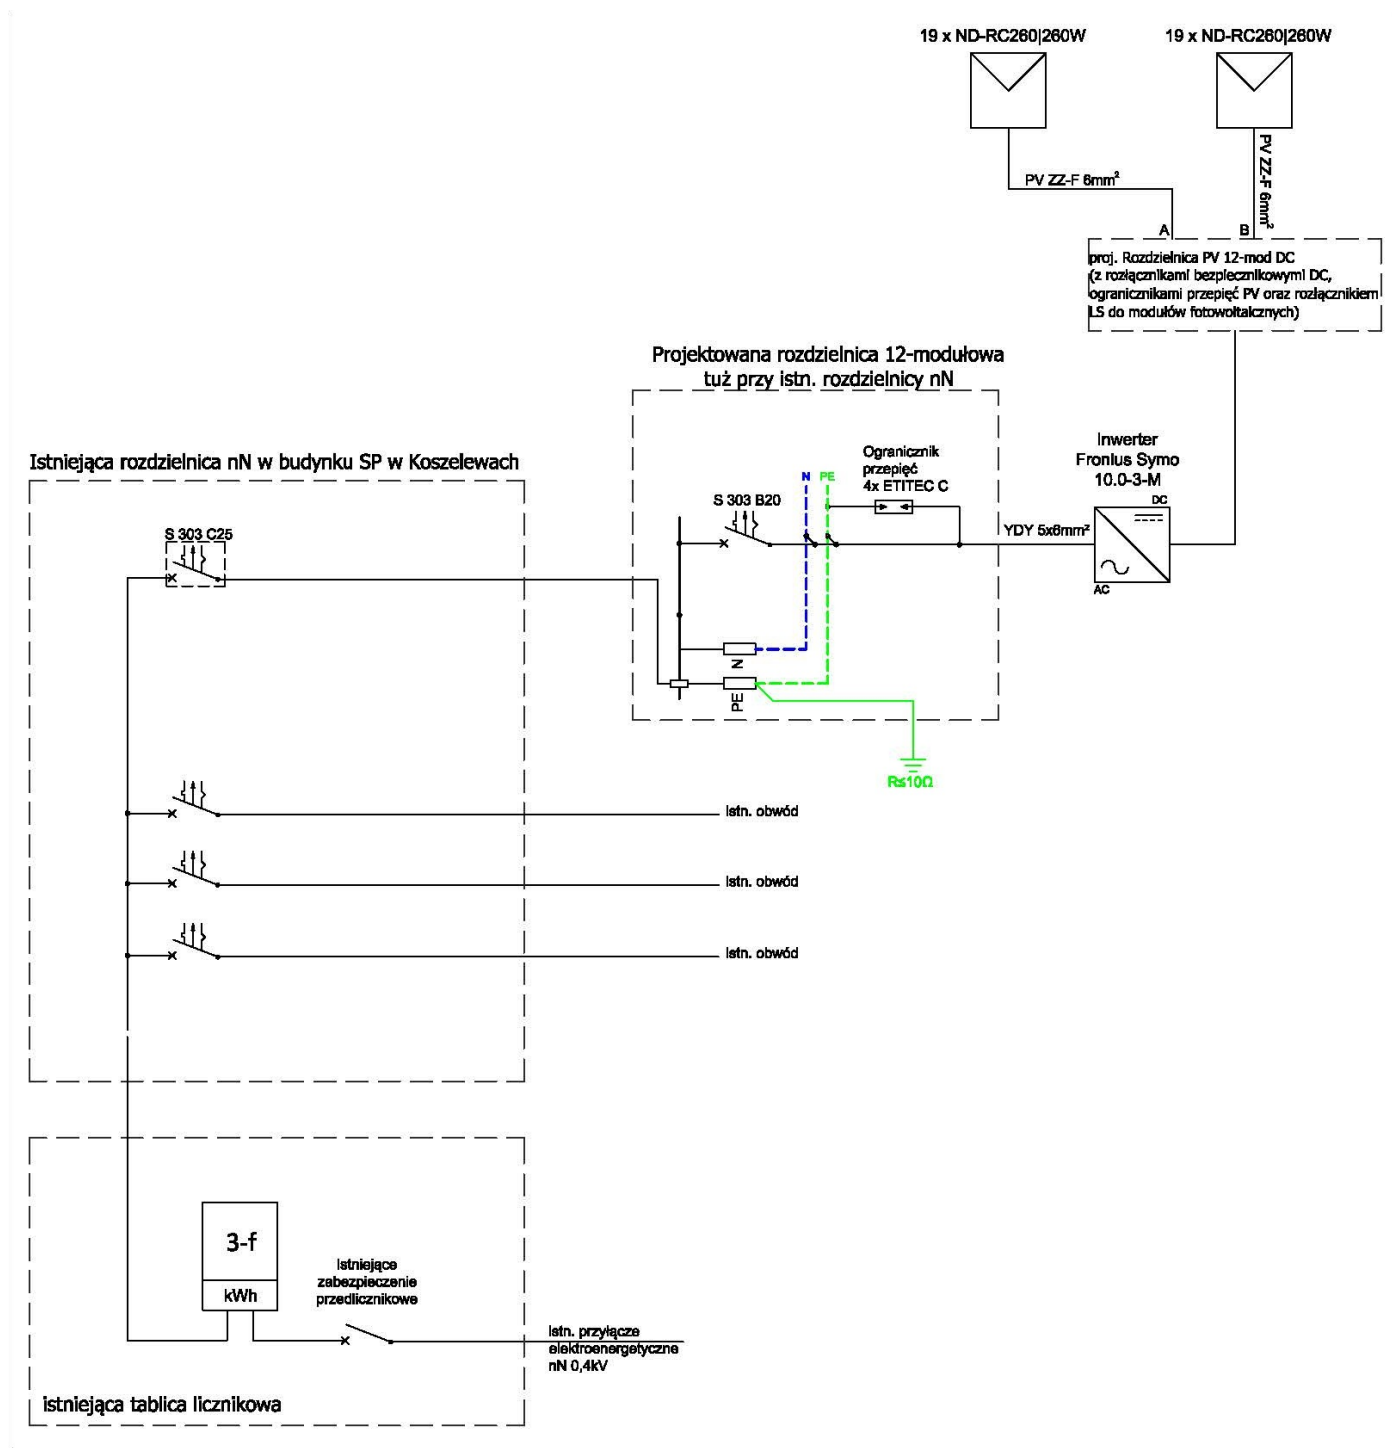 19 x ND-RC260|260W
19 x ND-RC260|260W
PV ZZ-F 6mm²
PV ZZ-F 6mm²
A
B
proj. Rozdzielnica PV 12-mod DC
(z rozłącznikami bezpiecznikowymi DC,
ogranicznikami przepięć PV oraz rozłącznikiem
LS do modułów fotowoltaicznych)
Projektowana rozdzielnica 12-modułowa
tuż przy istn. rozdzielnicy nN
Ogranicznik
przepięć
4x ETITEC C
N
PE
S 303 B20
YDY 5x6mm²
Inwerter
Fronius Symo
10.0-3-M
DC
AC
N
PE
R≤10Ω
Istniejąca rozdzielnica nN w budynku SP w Koszelewach
S 303 C25
Istn. obwód
Istn. obwód
Istn. obwód
3-f
kWh
Istniejące
zabezpieczenie
przedlicznikowe
Istn. przyłącze
elektroenergetyczne
nN 0,4kV
istniejąca tablica licznikowa